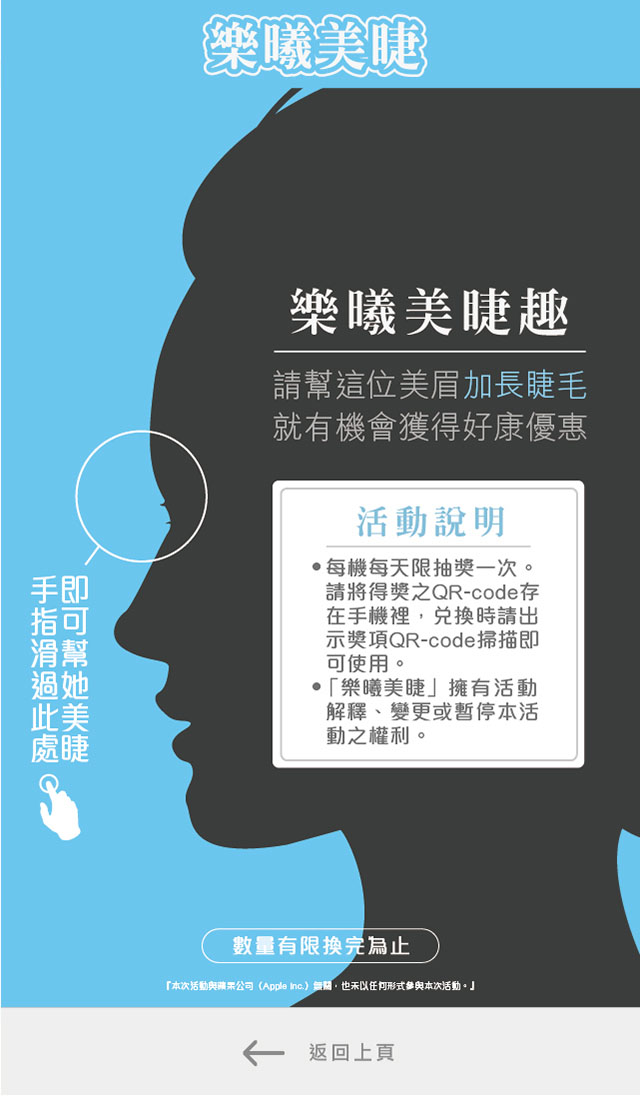 樂曦美睫
樂曦美睫趣
請幫這位美眉加長睫毛
就有機會獲得好康優惠
活動說明
•每機每天限抽獎一次。
請將得獎之QR-code存
在手機裡，兌換時請出
示獎項QR-code掃描即
可使用。
•「樂曦美睫」擁有活動
解釋、變更或暫停本活
動之權利。
手指滑過此處
即可幫她美睫
數量有限換完為止
『本次活動與蘋果公司（Apple Inc.）無關，也未以任何形式參與本次活動。』
← 返回上頁